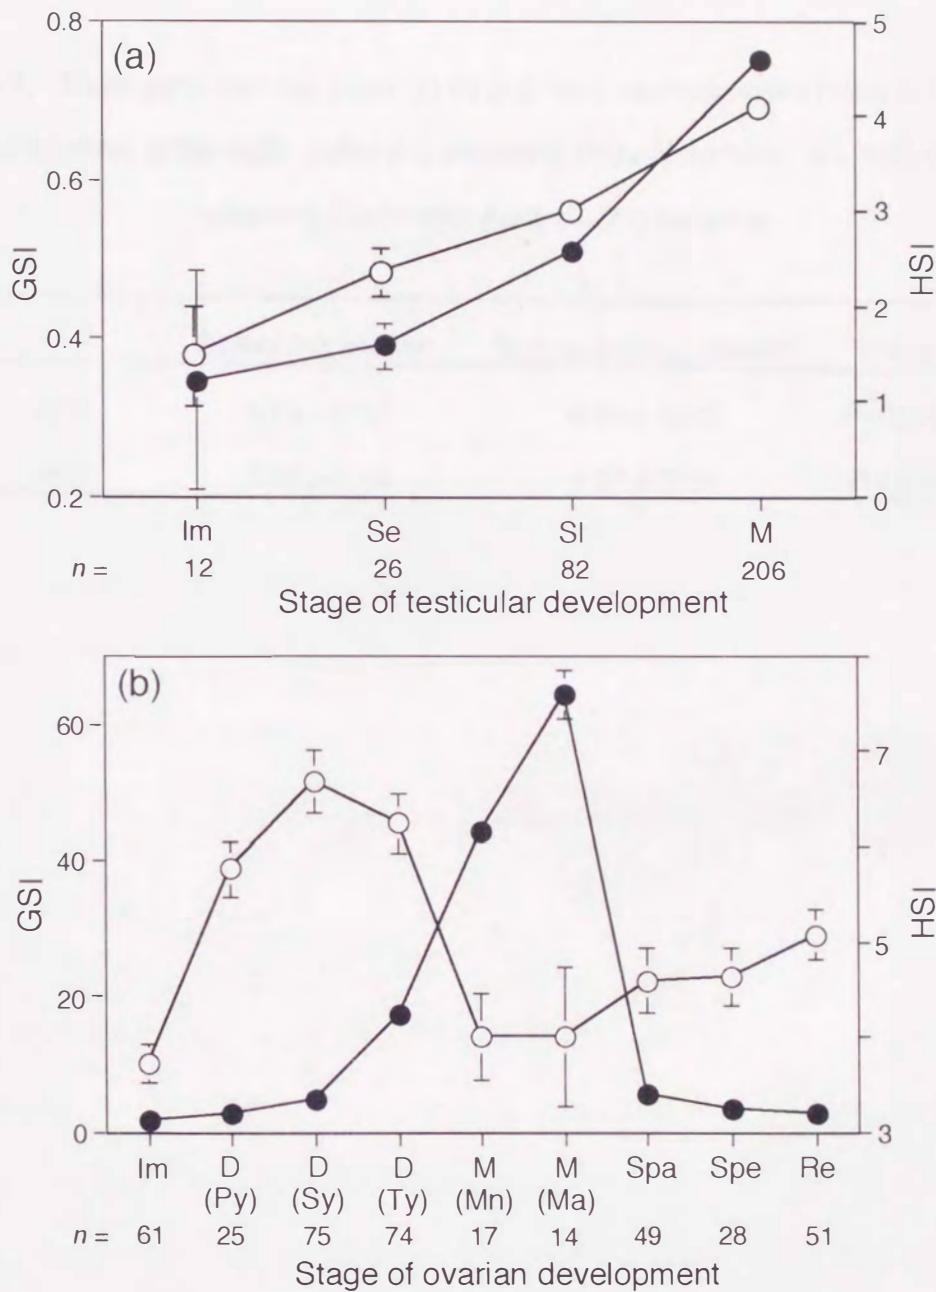 (a)
0.8
0.6
0.4
0.2
GSI
5
4
3
2
1
0
HSI
Im Se Sl M
n = 12 26 82 206
Stage of testicular development
(b)
60
40
20
0
GSI
7
5
3
HSI
Im D D D M M Spa Spe Re
(Py) (Sy) (Ty) (Mn) (Ma)
n = 61 25 75 74 17 14 49 28 51
Stage of ovarian development